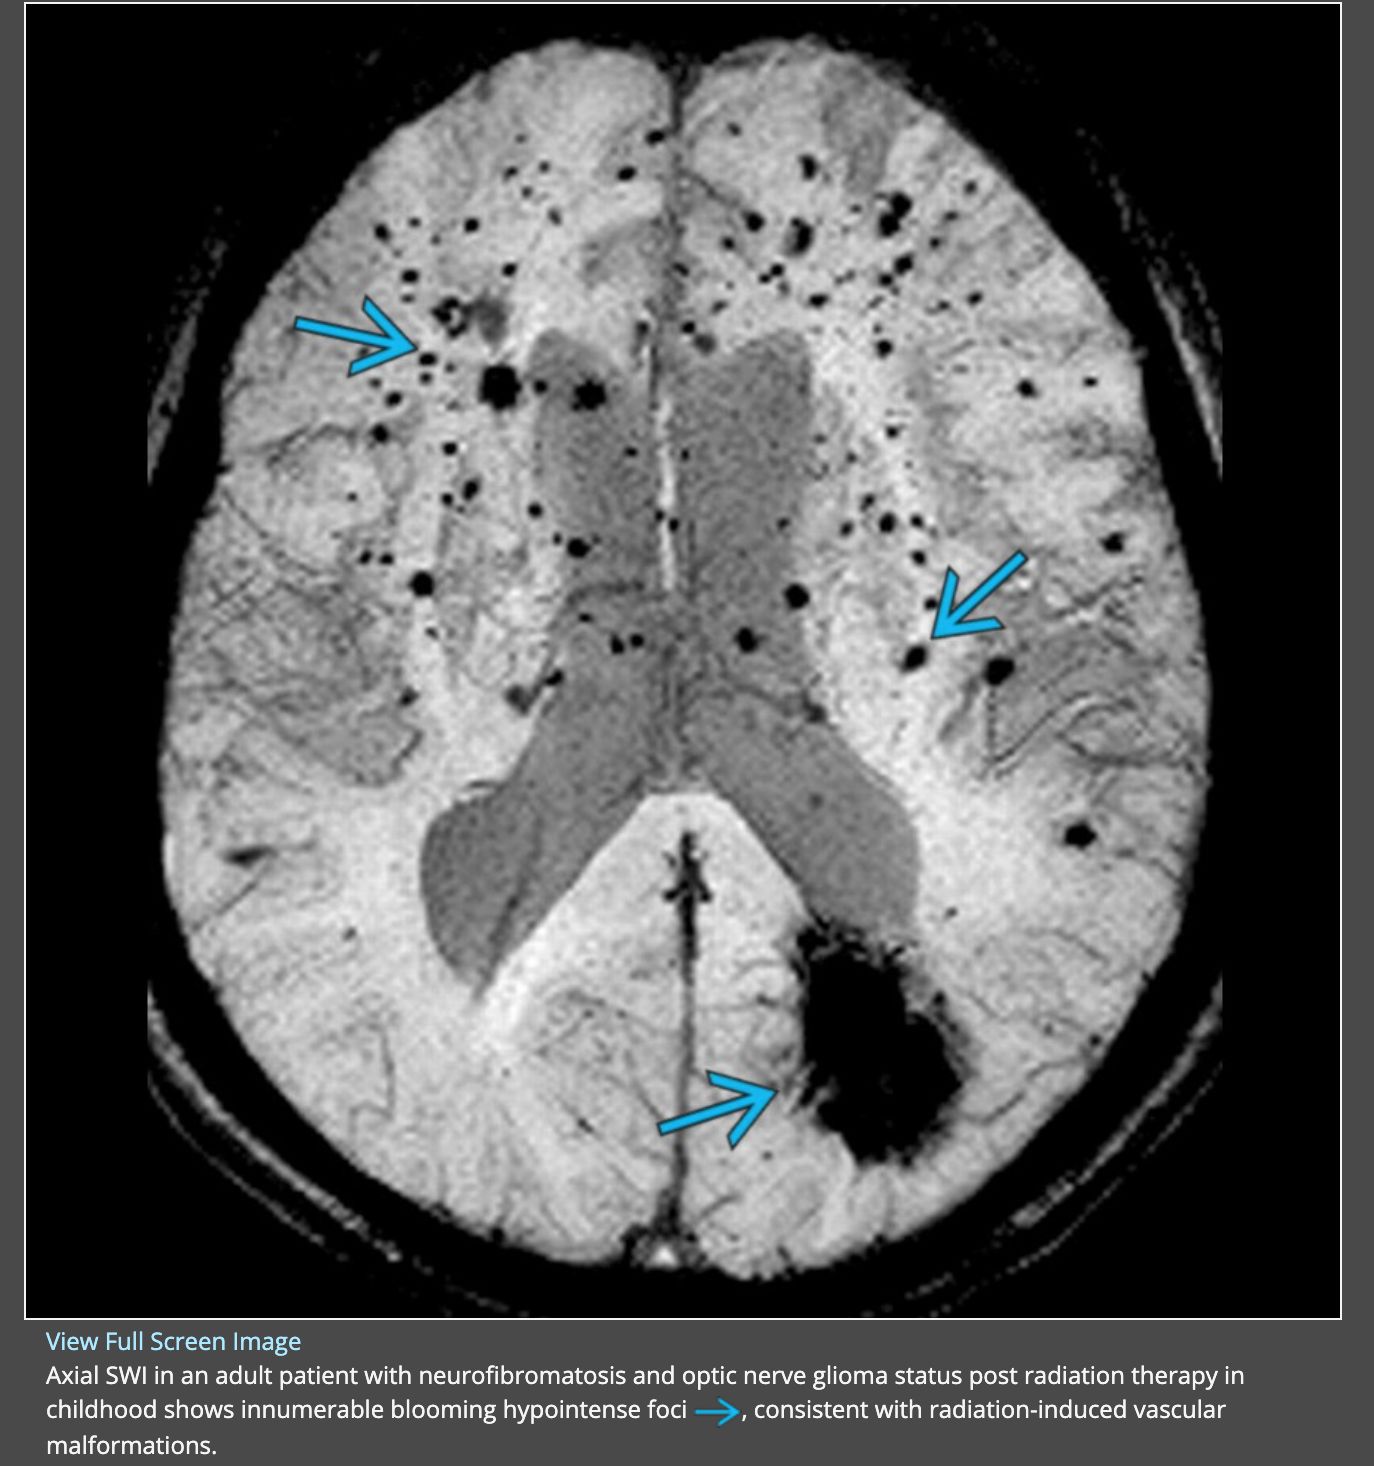 View Full Screen Image
Axial SWI in an adult patient with neurofibromatosis and optic nerve glioma status post radiation therapy in
childhood shows innumerable blooming hypointense foci →, consistent with radiation-induced vascular
malformations.